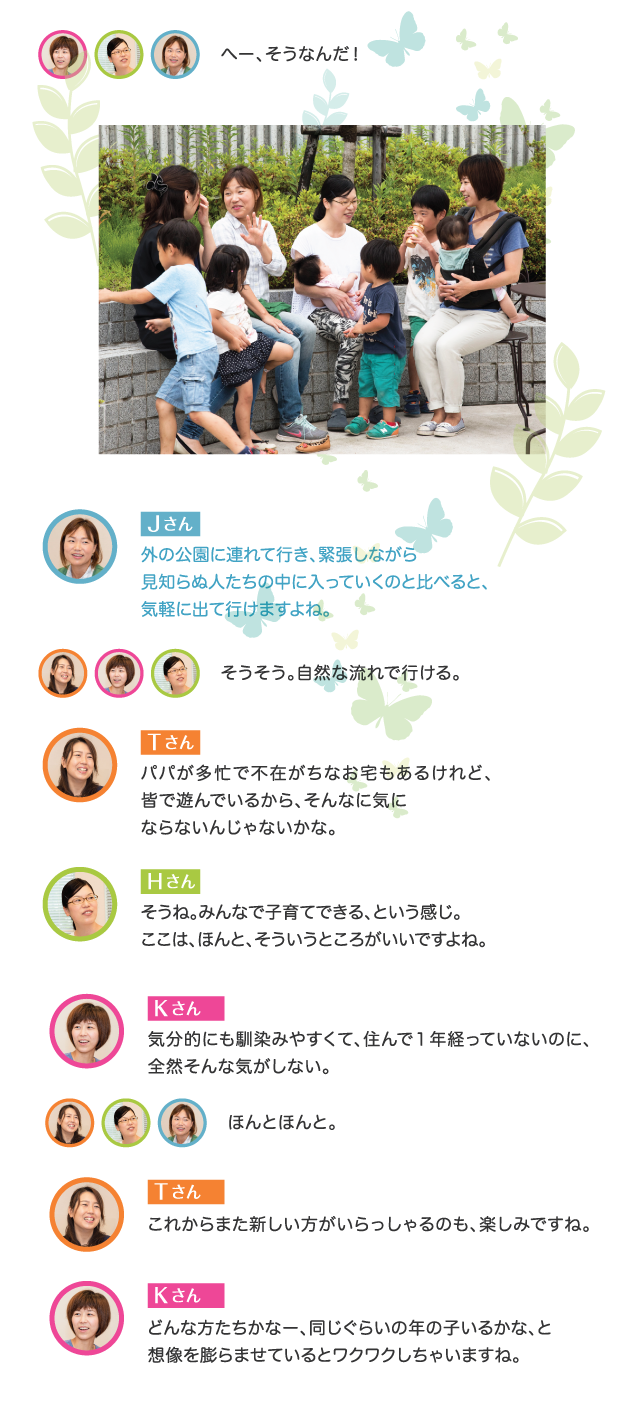 へー、そうなんだ！
Jさん
外の公園に連れて行き、緊張しながら
見知らぬ人たちの中に入っていくのと比べると、
気軽に出て行けますよね。
そうそう。自然な流れで行ける。
Tさん
パパが多忙で不在がちなお宅もあるけれど、
皆で遊んでいるから、そんなに気に
ならないんじゃないかな。
Hさん
そうね。みんなで子育てできる、という感じ。
ここは、ほんと、そういうところがいいですよね。
Kさん
気分的にも馴染みやすくて、住んで1年経っていないのに、
全然そんな気がしない。
ほんとほんと。
Tさん
これからまた新しい方がいらっしゃるのも、楽しみですね。
Kさん
どんな方たちかなー、同じぐらいの年の子いるかな、と
想像を膨らませているとワクワクしちゃいますね。